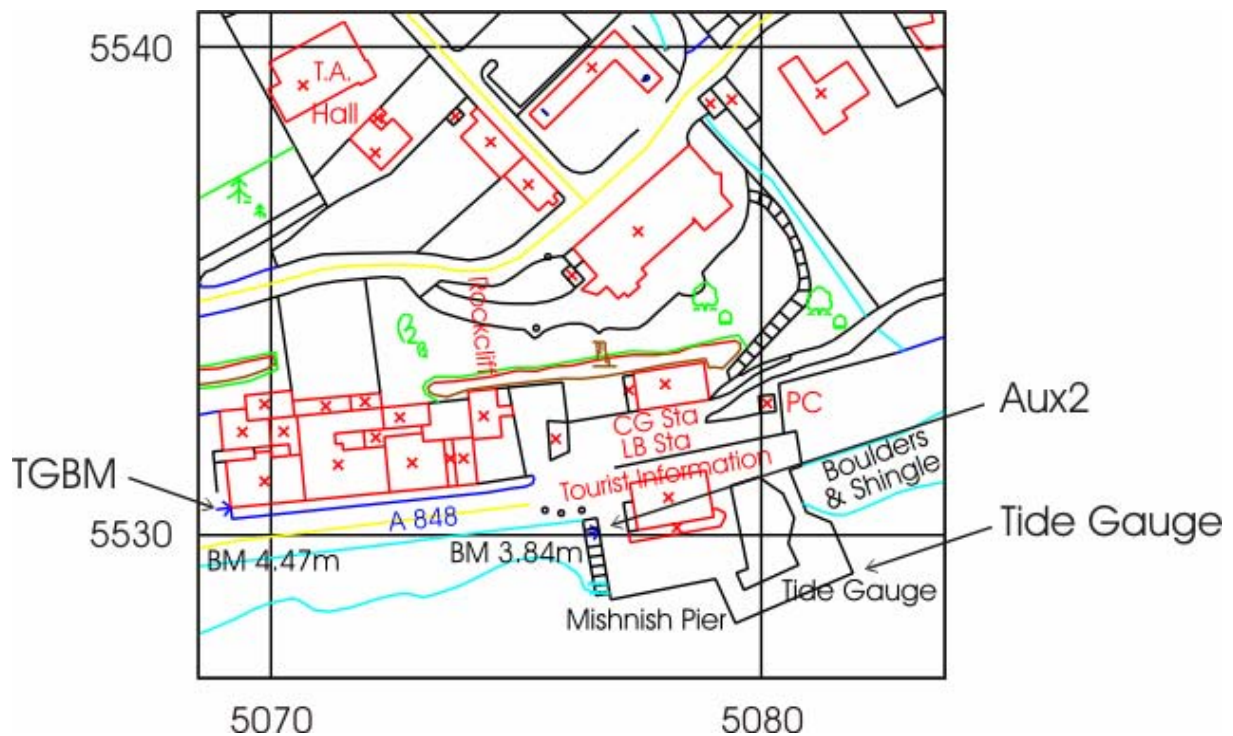 5540
T.A.
Hall
Rockcliff
Aux2
PC
CG Sta
LB Sta
Boulders
& Shingle
TGBM
Tourist Information
A 848
Tide Gauge
5530
BM 4.47m
BM 3.84m
Tide Gauge
Mishnish Pier
5070
5080